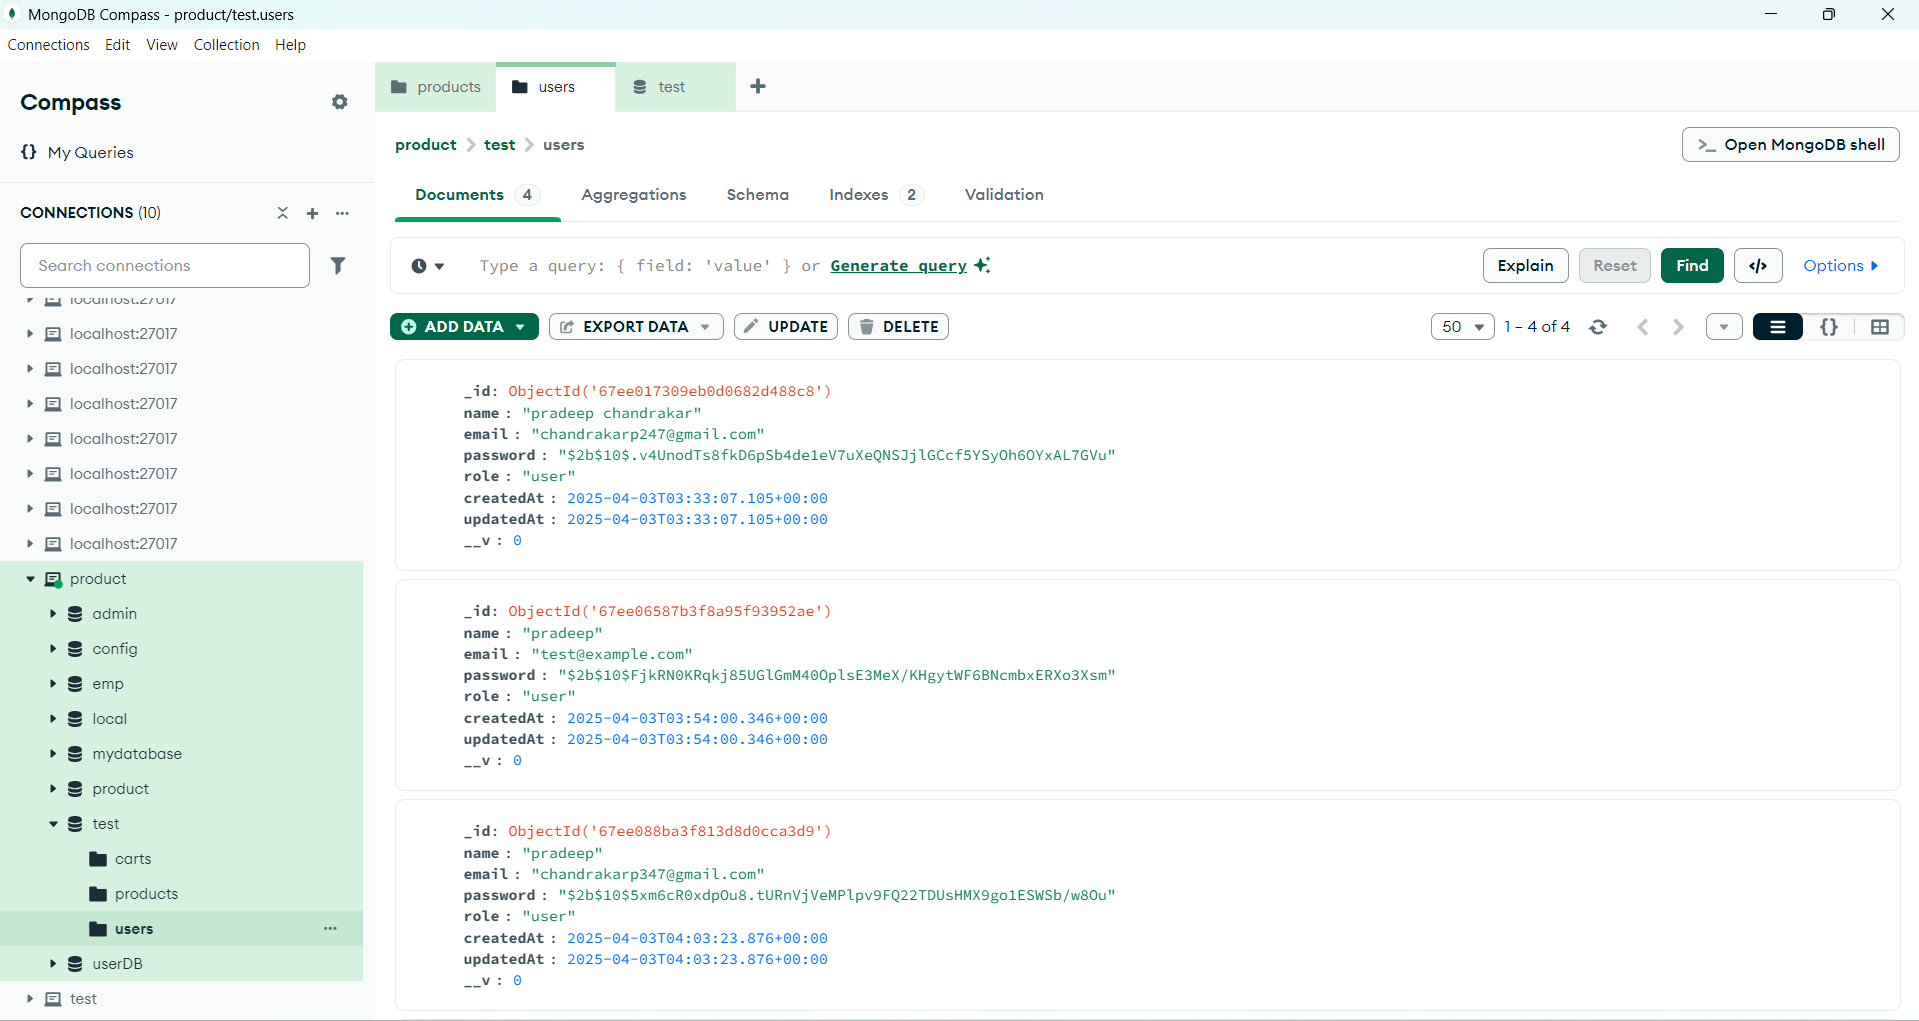 MongoDB Compass - product/test.users
Connections Edit View Collection Help
Compass
{} My Queries
CONNECTIONS (10)
Search connections
localhost:27017
localhost:27017
localhost:27017
localhost:27017
localhost:27017
localhost:27017
localhost:27017
localhost:27017
product
admin
config
emp
local
mydatabase
product
test
carts
products
users
userDB
test
products users test
product > test > users
>_ Open MongoDB shell
Documents 4 Aggregations Schema Indexes 2 Validation
Type a query: { field: 'value' } or Generate query
Explain Reset Find </> Options
ADD DATA EXPORT DATA UPDATE DELETE
50 1 – 4 of 4 {}
_id: ObjectId('67ee017309eb0d0682d488c8')
name : "pradeep chandrakar"
email : "chandrakarp247@gmail.com"
password : "$2b$10$.v4UnodTs8fkD6pSb4de1eV7uXeQNSJjlGCcf5YSyOh6OYxAL7GVu"
role : "user"
createdAt : 2025-04-03T03:33:07.105+00:00
updatedAt : 2025-04-03T03:33:07.105+00:00
__v : 0
_id: ObjectId('67ee06587b3f8a95f93952ae')
name : "pradeep"
email : "test@example.com"
password : "$2b$10$FjkRN0KRqkj85UGlGmM40OplsE3MeX/KHgytWF6BNcmbxERXo3Xsm"
role : "user"
createdAt : 2025-04-03T03:54:00.346+00:00
updatedAt : 2025-04-03T03:54:00.346+00:00
__v : 0
_id: ObjectId('67ee088ba3f813d8d0cca3d9')
name : "pradeep"
email : "chandrakarp347@gmail.com"
password : "$2b$10$5xm6cR0xdpOu8.tURnVjVeMPlpv9FQ22TDUsHMX9go1ESWSb/w8Ou"
role : "user"
createdAt : 2025-04-03T04:03:23.876+00:00
updatedAt : 2025-04-03T04:03:23.876+00:00
__v : 0